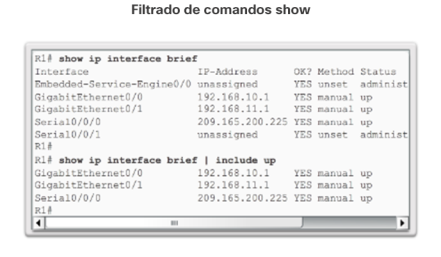 Filtrado de comandos show
R1# show ip interface brief
Interface IP-Address OK? Method Status
Embedded-Service-Engine0/0 unassigned YES unset administ
GigabitEthernet0/0 192.168.10.1 YES manual up
GigabitEthernet0/1 192.168.11.1 YES manual up
Serial0/0/0 209.165.200.225 YES manual up
Serial0/0/1 unassigned YES unset administ
R1#
R1# show ip interface brief | include up
GigabitEthernet0/0 192.168.10.1 YES manual up
GigabitEthernet0/1 192.168.11.1 YES manual up
Serial0/0/0 209.165.200.225 YES manual up
R1#